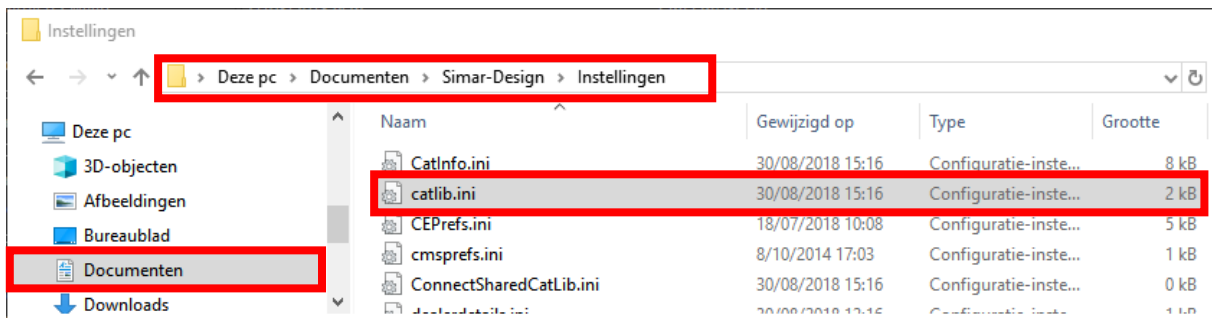 Instellingen
Deze pc > Documenten > Simar-Design > Instellingen
Deze pc
3D-objecten
Afbeeldingen
Bureaublad
Documenten
Downloads
Naam Gewijzigd op Type Grootte
CatInfo.ini 30/08/2018 15:16 Configuratie-inste... 8 kB
catlib.ini 30/08/2018 15:16 Configuratie-inste... 2 kB
CEPrefs.ini 18/07/2018 10:08 Configuratie-inste... 5 kB
cmsprefs.ini 8/10/2014 17:03 Configuratie-inste... 1 kB
ConnectSharedCatLib.ini 30/08/2018 15:16 Configuratie-inste... 0 kB